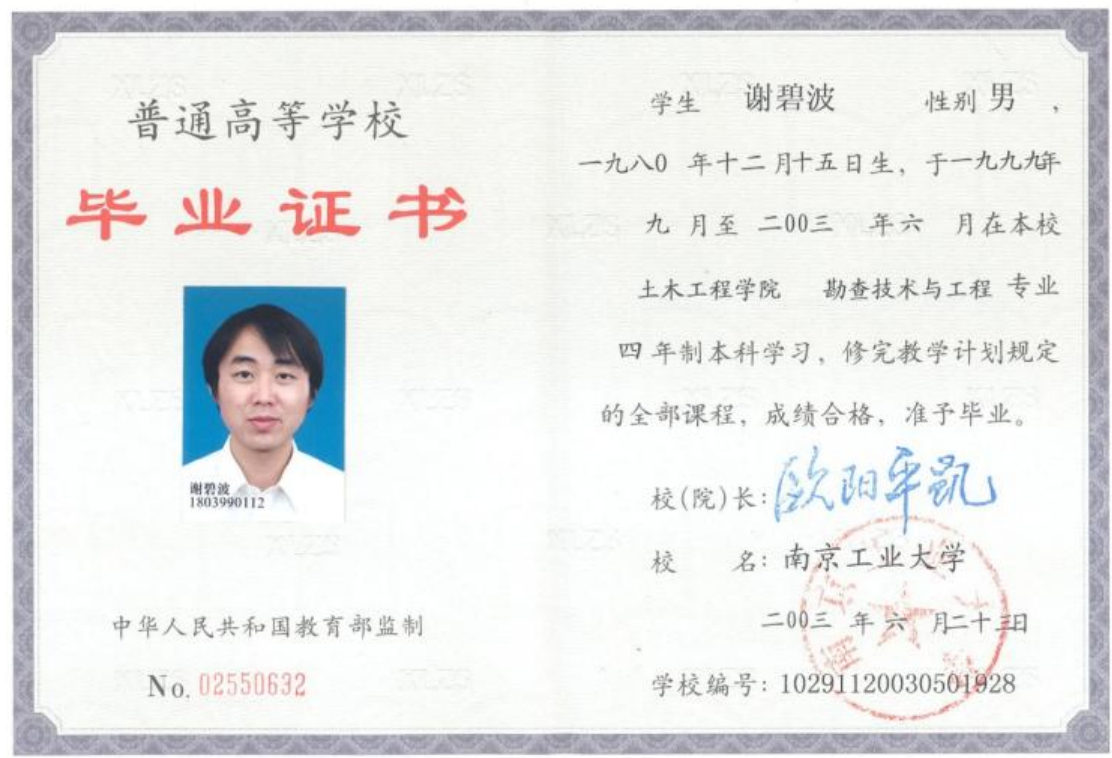 普通高等学校
毕业证书
谢碧波
1803990112
中华人民共和国教育部监制
No. 02550632
学生 谢碧波 性别 男 ，
一九八0 年十二月十五日生，于一九九九年
九 月至 二00三 年六 月在本校
土木工程学院 勘查技术与工程 专业
四 年制本科学习，修完教学计划规定
的全部课程，成绩合格，准予毕业。
校(院)长：欧阳平凯
校 名：南京工业大学
二00三 年 六 月二十三日
学校编号：102911200305019​28